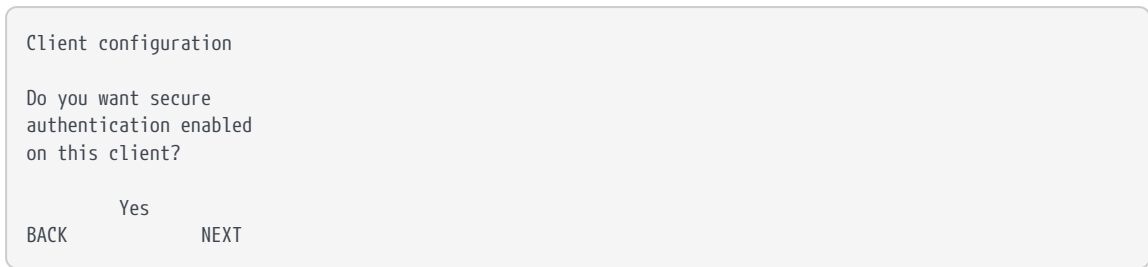 Client configuration
Do you want secure
authentication enabled
on this client?
Yes
BACK NEXT